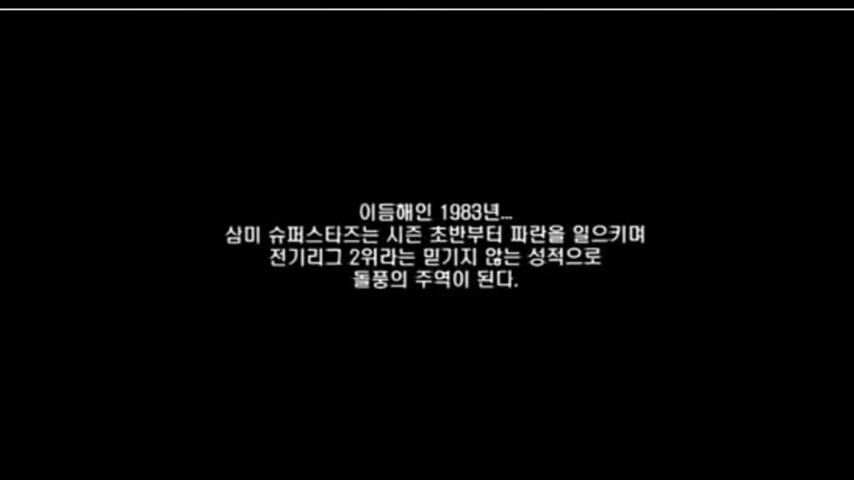 이듬해인 1983년...
삼미 슈퍼스타즈는 시즌 초반부터 파란을 일으키며
전기리그 2위라는 믿기지 않는 성적으로
돌풍의 주역이 된다.